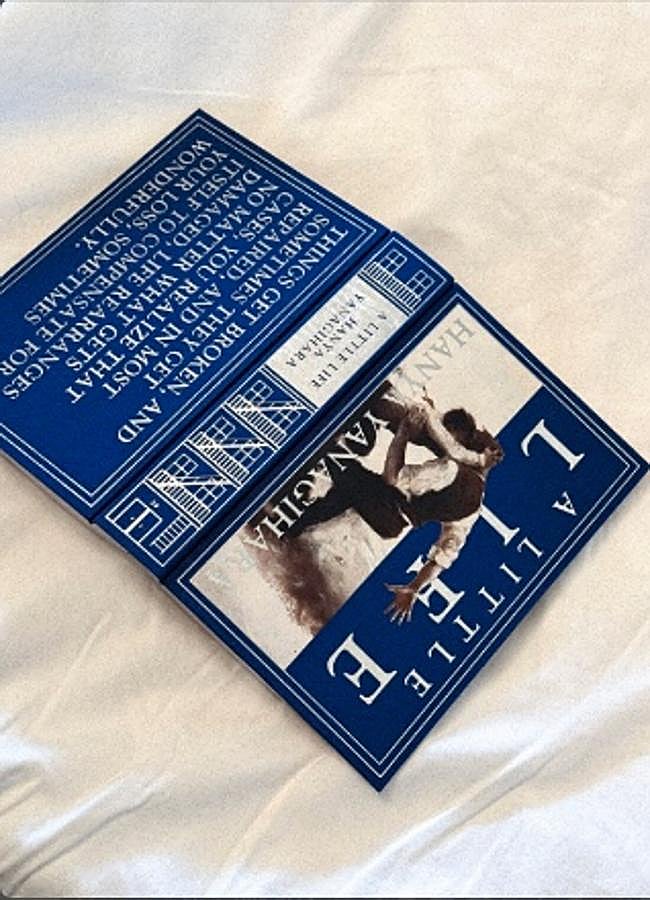 A LITTLE
LIFE
HANYA YANAGIHARA
A LITTLE LIFE
HANYA
YANAGIHARA
THINGS GET BROKEN, AND
SOMETIMES THEY GET
REPAIRED, AND IN MOST
CASES, YOU REALIZE THAT
NO MATTER WHAT GETS
DAMAGED, LIFE REARRANGES
ITSELF TO COMPENSATE FOR
YOUR LOSS, SOMETIMES
WONDERFULLY.